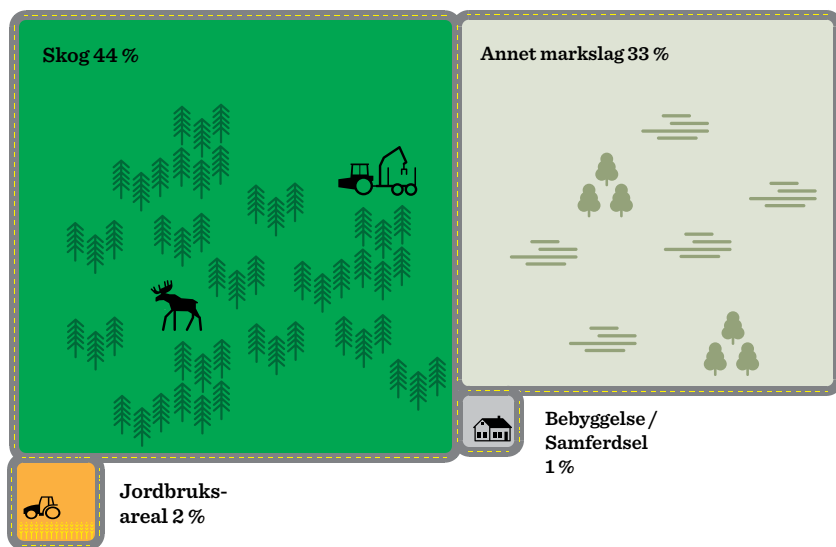 Skog 44 %
Annet markslag 33 %
Bebyggelse /
Samferdsel
1 %
Jordbruks-
areal 2 %